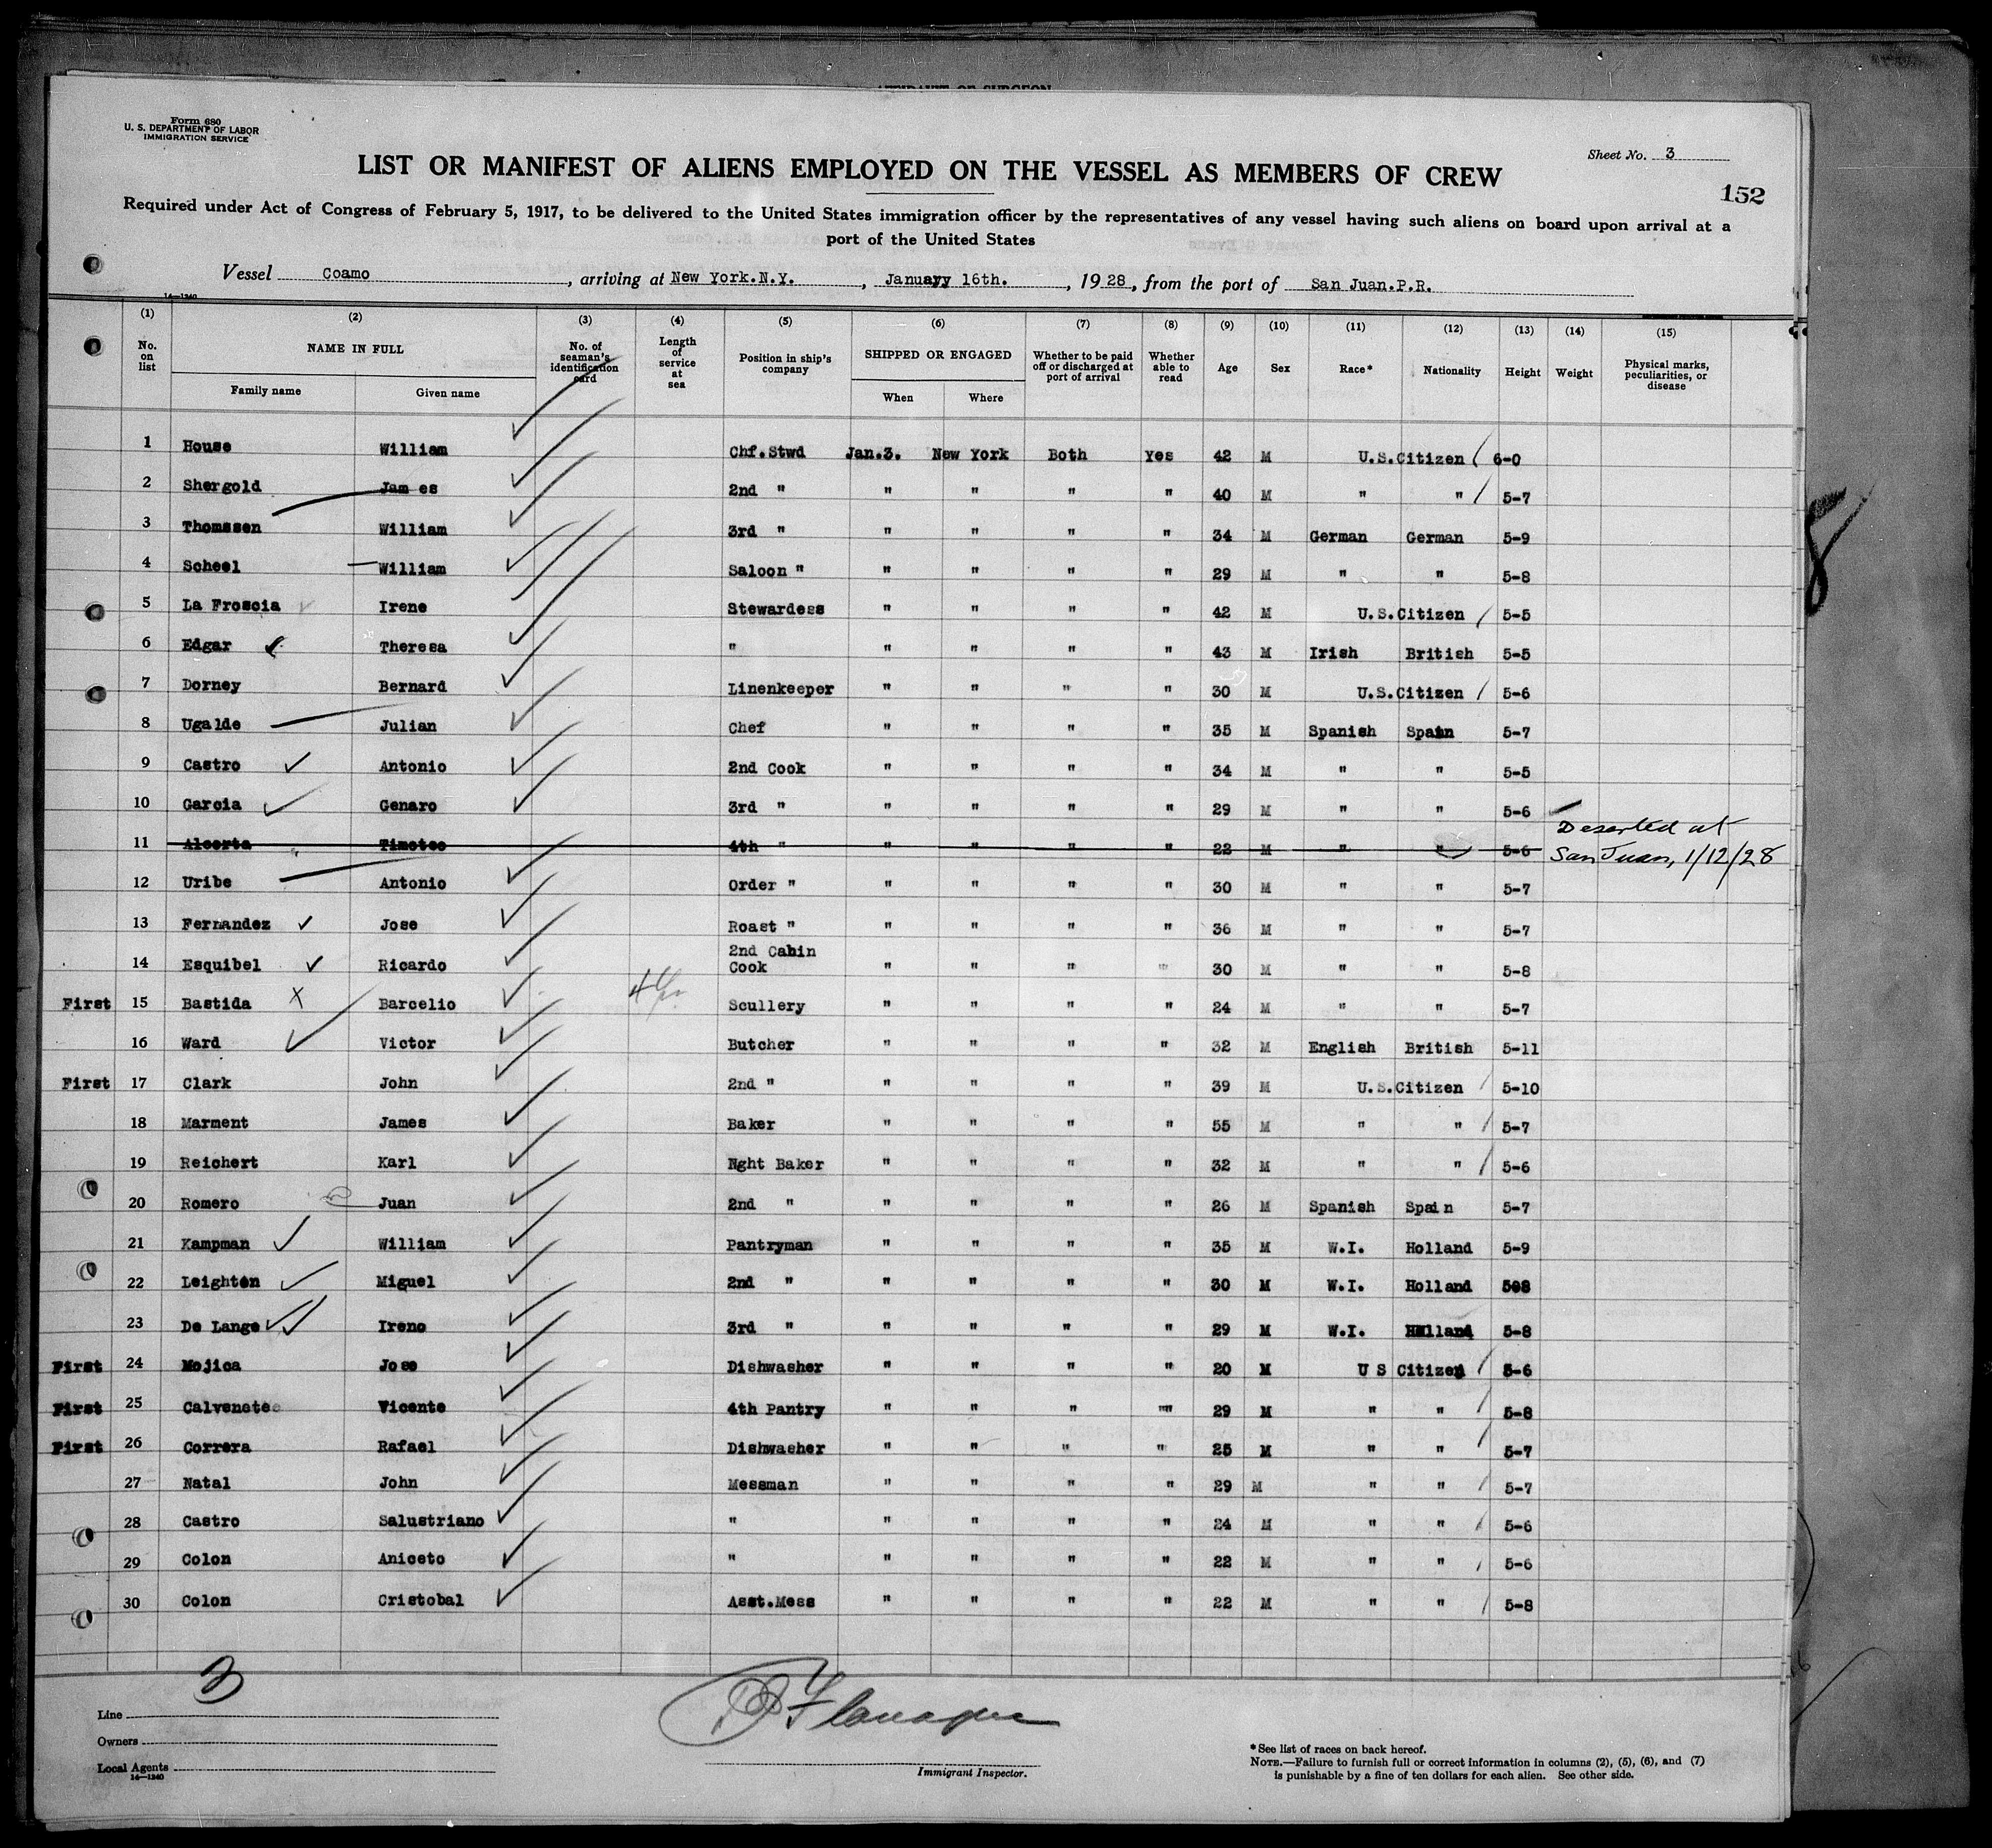 Form 680
U. S. DEPARTMENT OF LABOR
IMMIGRATION SERVICE
Sheet No. 3
LIST OR MANIFEST OF ALIENS EMPLOYED ON THE VESSEL AS MEMBERS OF CREW
152
Required under Act of Congress of February 5, 1917, to be delivered to the United States immigration officer by the representatives of any vessel having such aliens on board upon arrival at a
port of the United States
Vessel Coamo, arriving at New York.N.Y., January 16th., 1928, from the port of San Juan.P.R.
14—1240
(1) (2) (3) (4) (5) (6) (7) (8) (9) (10) (11) (12) (13) (14) (15)
No. on list NAME IN FULL Family name Given name No. of seaman's identification card Length of service at sea Position in ship's company SHIPPED OR ENGAGED When Where Whether to be paid off or discharged at port of arrival Whether able to read Age Sex Race* Nationality Height Weight Physical marks, peculiarities, or disease
1 House William Chf.Stwd Jan.3. New York Both Yes 42 M U.S.Citizen 6-0
2 Shergold James 2nd " " " " " 40 M " " 5-7
3 Thomssen William 3rd " " " " " 34 M German German 5-9
4 Scheel William Saloon " " " " " 29 M " " 5-8
5 La Froscia Irene Stewardess " " " " 42 M U.S.Citizen 5-5
6 Edgar Theresa " " " " " 43 M Irish British 5-5
7 Dorney Bernard Linenkeeper " " " " 30 M U.S.Citizen 5-6
8 Ugalde Julian Chef " " " " 35 M Spanish Spain 5-7
9 Castro Antonio 2nd Cook " " " " 34 M " " 5-5
10 Garcia Genaro 3rd " " " " " 29 M " " 5-6
11 Alcerta Timoteo 4th " " " " " 22 M " " 5-6 Deserted at San Juan, 1/12/28
12 Uribe Antonio Order " " " " " 30 M " " 5-7
13 Fernandez Jose Roast " " " " " 36 M " " 5-7
14 Esquibel Ricardo 2nd Cabin Cook " " " " 30 M " " 5-8
First 15 Bastida X Barcelio Scullery " " " " 24 M " " 5-7
16 Ward Victor Butcher " " " " 32 M English British 5-11
First 17 Clark John 2nd " " " " " 39 M U.S.Citizen 5-10
18 Marment James Baker " " " " 55 M " " 5-7
19 Reichert Karl Nght Baker " " " " 32 M " " 5-6
20 Romero Juan 2nd " " " " " 26 M Spanish Spain 5-7
21 Kampman William Pantryman " " " " 35 M W.I. Holland 5-9
22 Leighton Miguel 2nd " " " " " 30 M W.I. Holland 508
23 De Lange Ireno 3rd " " " " " 29 M W.I. Holland 5-8
First 24 Mojica Jose Dishwasher " " " " 20 M U S Citizen 5-6
First 25 Calvenetee Vicente 4th Pantry " " " " 29 M " " 5-8
First 26 Correra Rafael Dishwasher " " " " 25 M " " 5-7
27 Natal John Messman " " " " 29 M " " 5-7
28 Castro Salustriano " " " " " 24 M " " 5-6
29 Colon Aniceto " " " " " 22 M " " 5-6
30 Colon Cristobal Asst.Mess " " " " 22 M " " 5-8
3
Line
Owners
Local Agents
14—1240
Flanagan
Immigrant Inspector.
*See list of races on back hereof.
NOTE.—Failure to furnish full or correct information in columns (2), (5), (6), and (7)
is punishable by a fine of ten dollars for each alien. See other side.